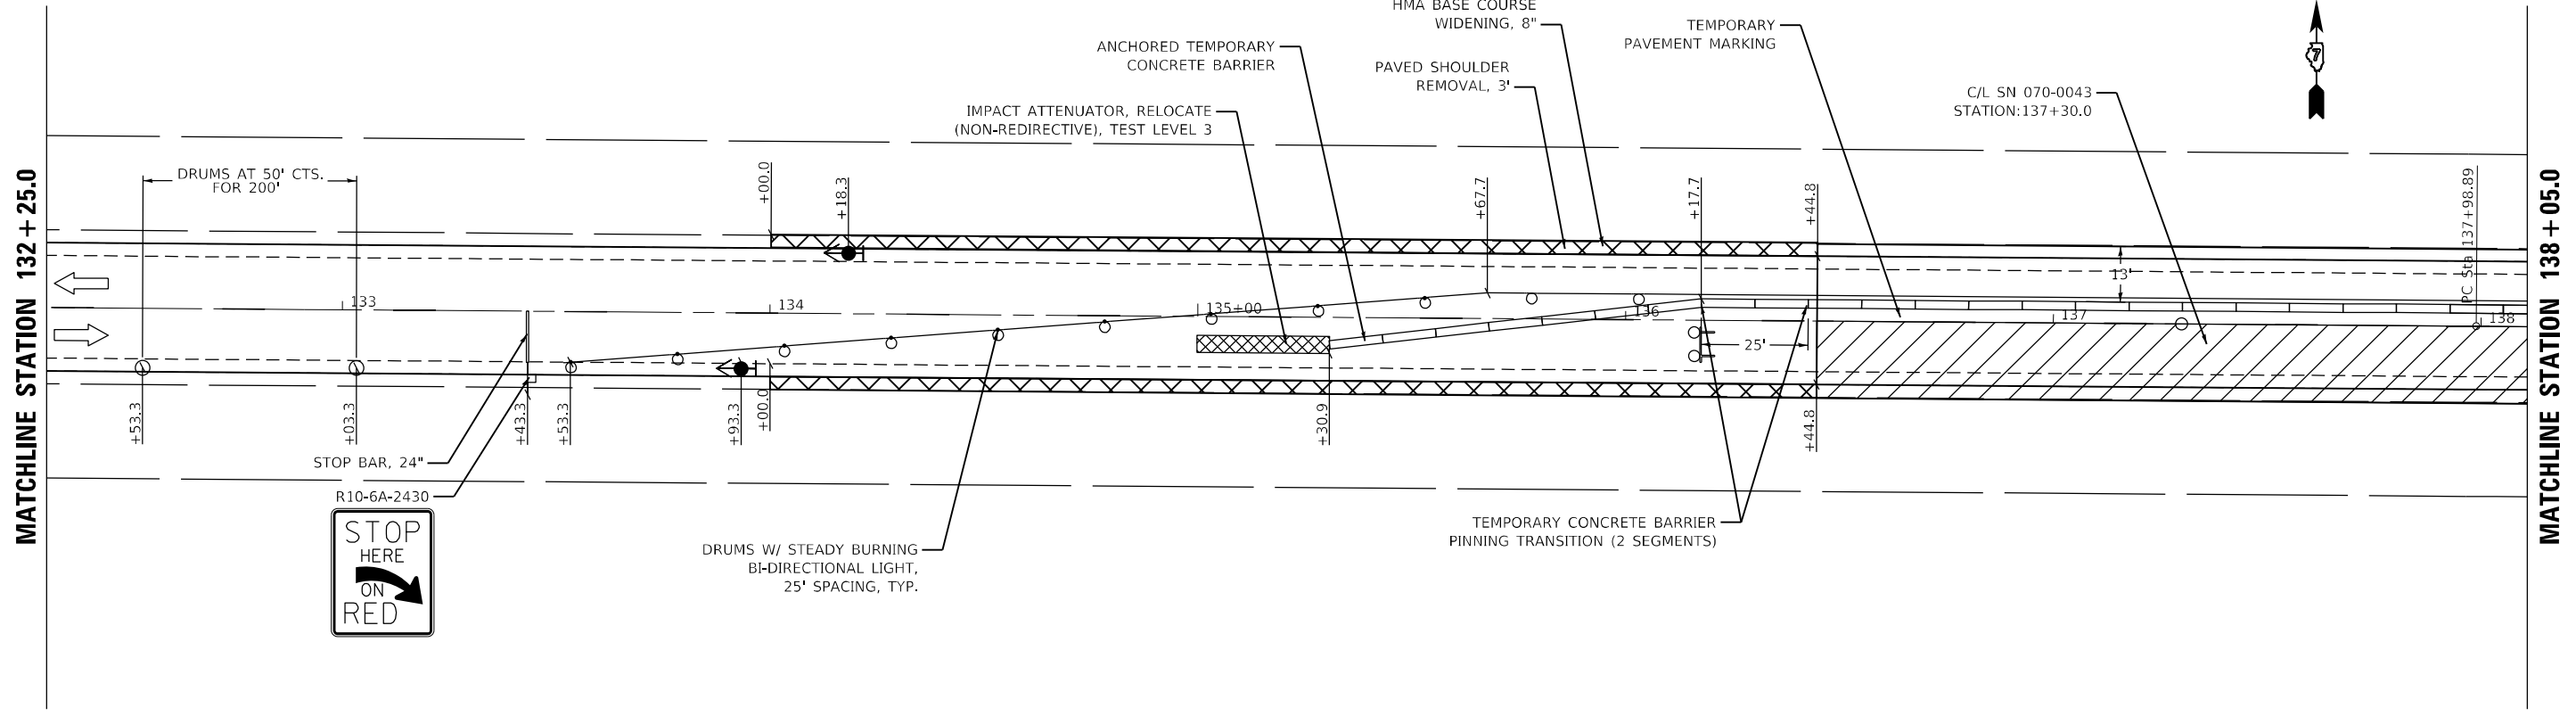 HMA BASE COURSE
WIDENING, 8"
TEMPORARY
PAVEMENT MARKING
ANCHORED TEMPORARY
CONCRETE BARRIER
PAVED SHOULDER
REMOVAL, 3'
IMPACT ATTENUATOR, RELOCATE
(NON-REDIRECTIVE), TEST LEVEL 3
C/L SN 070-0043
STATION:137+30.0
7
MATCHLINE STATION 132+25.0
DRUMS AT 50' CTS.
FOR 200'
+00.0
+18.3
+67.7
+17.7
+44.8
PC Sta 137+98.89
MATCHLINE STATION 138+05.0
13'
133
134
135+00
136
137
138
25'
+53.3
+03.3
+43.3
+53.3
+93.3
+00.0
+30.9
+44.8
STOP BAR, 24"
R10-6A-2430
STOP
HERE
ON
RED
DRUMS W/ STEADY BURNING
BI-DIRECTIONAL LIGHT,
25' SPACING, TYP.
TEMPORARY CONCRETE BARRIER
PINNING TRANSITION (2 SEGMENTS)